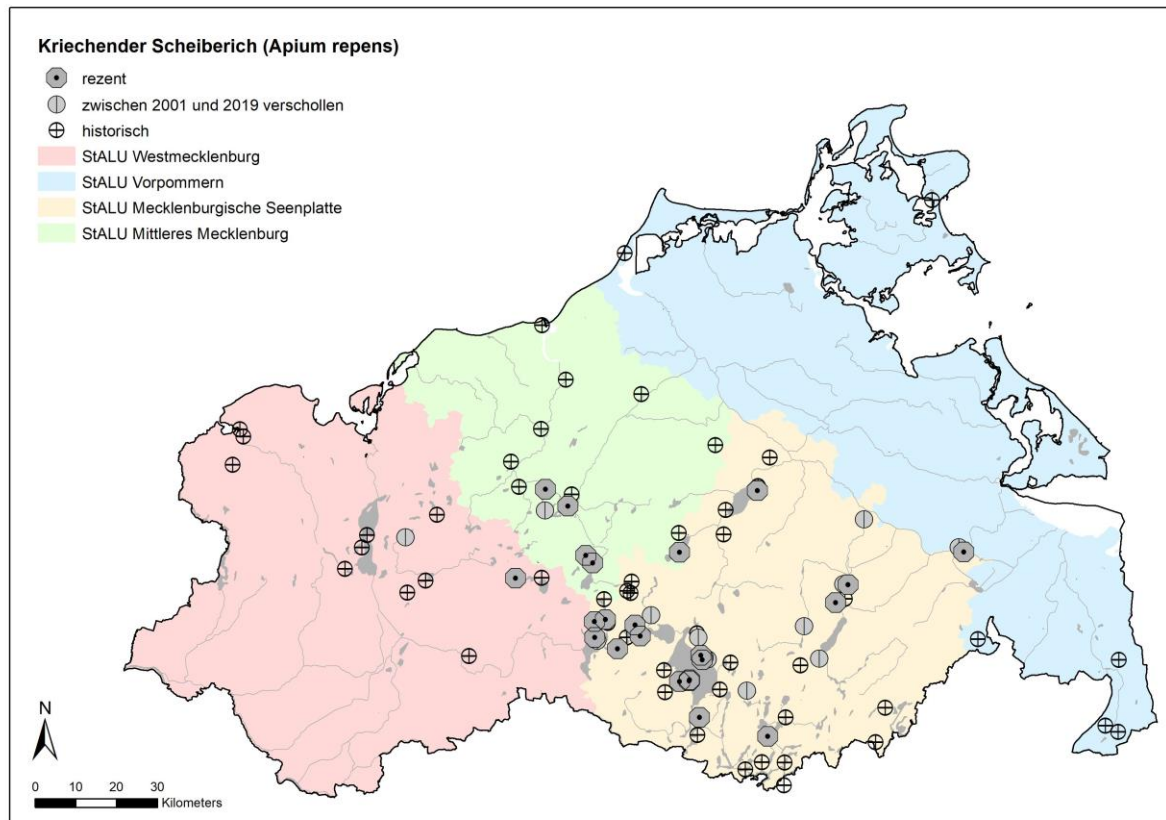 Kriechender Scheiberich (Apium repens)
rezent
zwischen 2001 und 2019 verschollen
historisch
StALU Westmecklenburg
StALU Vorpommern
StALU Mecklenburgische Seenplatte
StALU Mittleres Mecklenburg
N
0 10 20 30
Kilometers